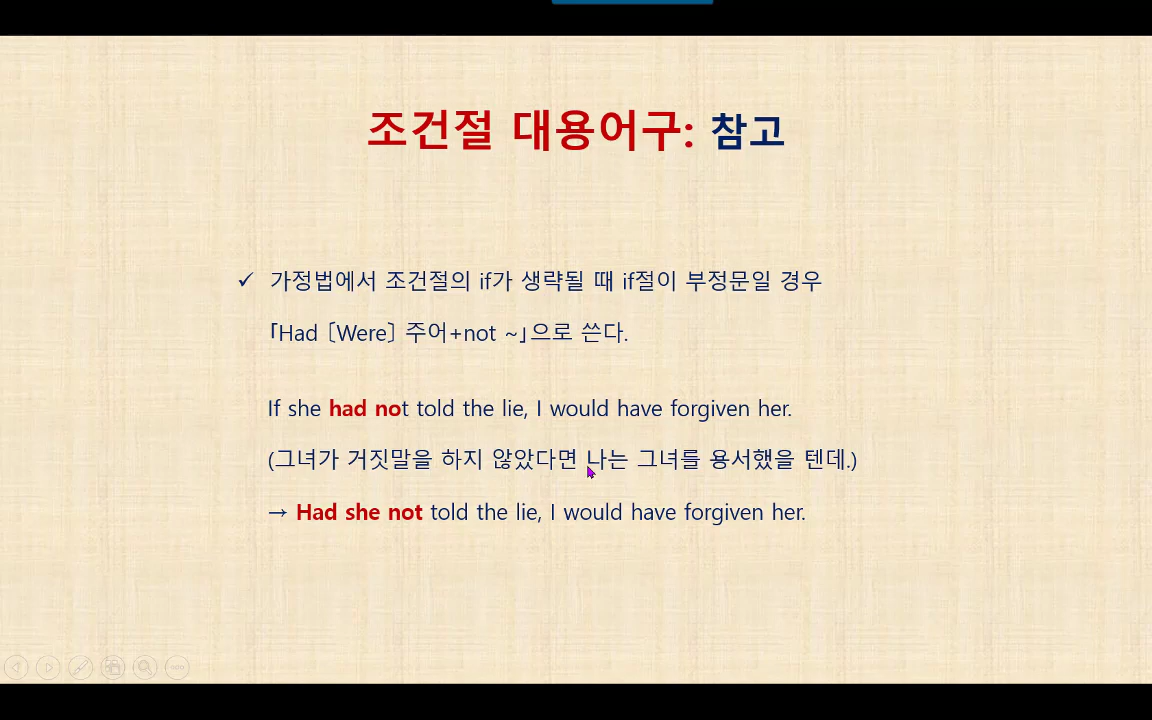 조건절 대용어구: 참고
✓ 가정법에서 조건절의 if가 생략될 때 if절이 부정문일 경우
｢Had〔Were〕주어+not ~｣으로 쓴다.
If she had not told the lie, I would have forgiven her.
(그녀가 거짓말을 하지 않았다면 나는 그녀를 용서했을 텐데.)
→ Had she not told the lie, I would have forgiven her.